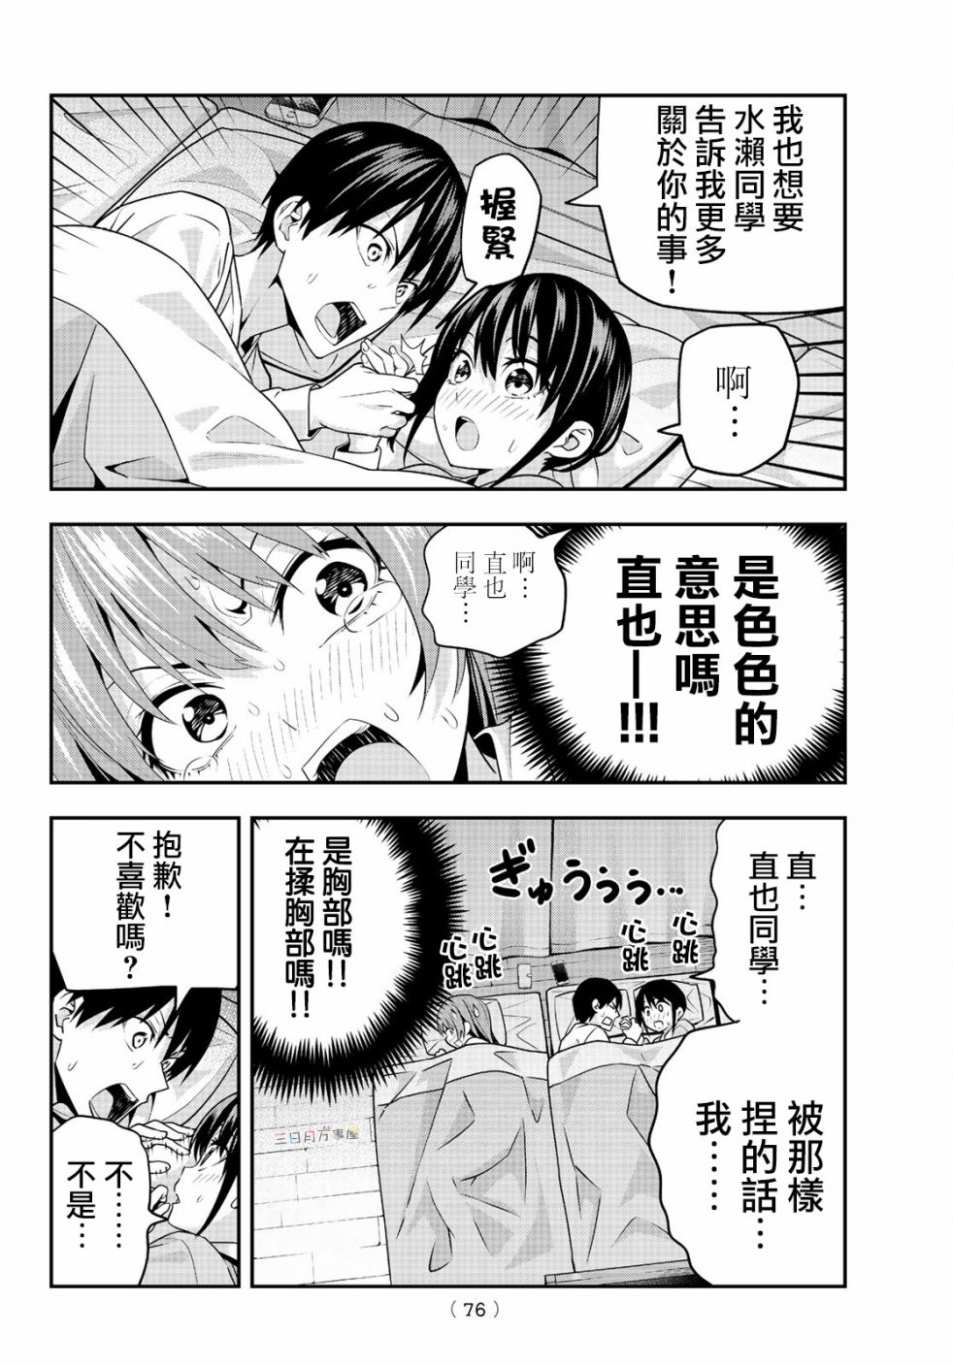 我也想要
水瀨同學
告訴我更多
關於你的事！
握緊
啊…
是色色的
意思嗎
直也—!!!
啊…
直也
同學…
直…
直也同學…
ぎゅううう…
心跳
心跳
心跳
心跳
被那樣
捏的話…
我……
是胸部嗎!!
在揉胸部嗎!!
三日月万事屋
抱歉！
不喜歡嗎？
不……
不是…
（76）